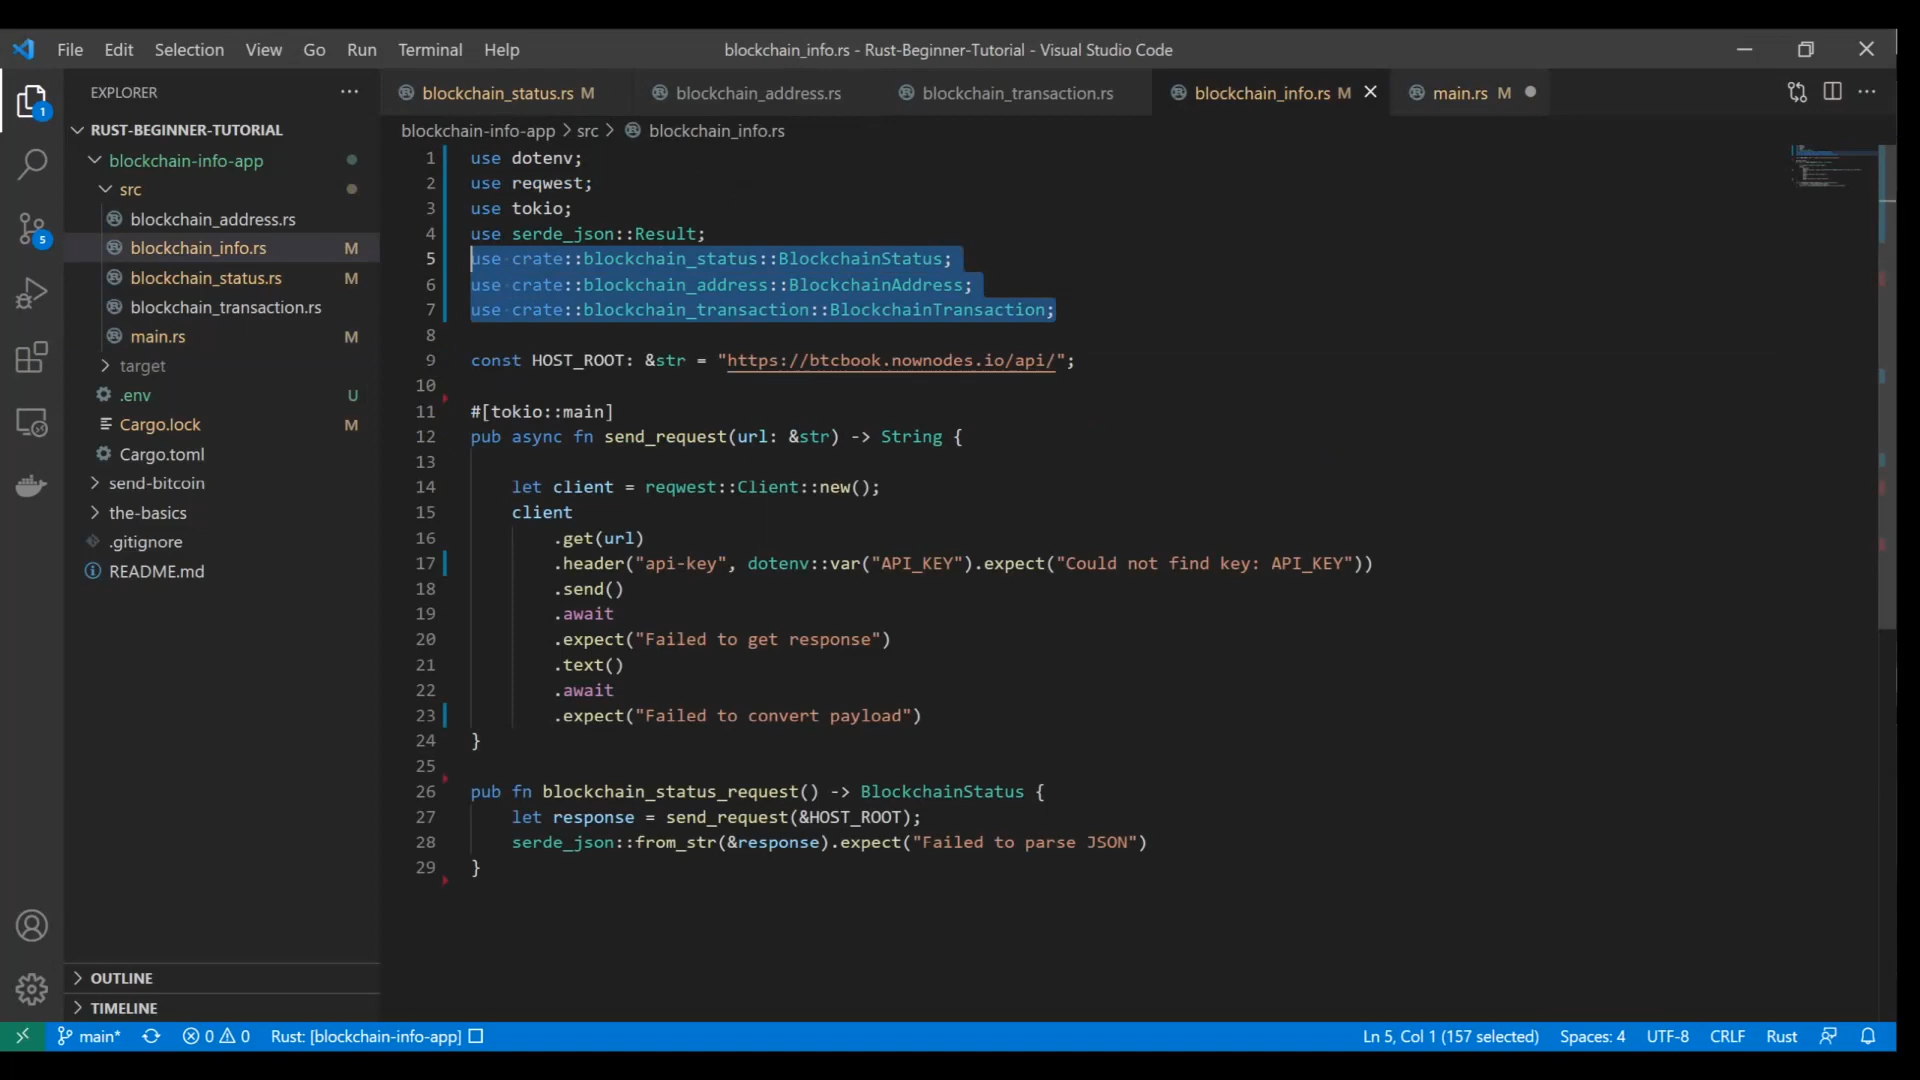 File Edit Selection View Go Run Terminal Help
blockchain_info.rs - Rust-Beginner-Tutorial - Visual Studio Code
EXPLORER
RUST-BEGINNER-TUTORIAL
blockchain-info-app
src
blockchain_address.rs
blockchain_info.rs M
blockchain_status.rs M
blockchain_transaction.rs
main.rs M
target
.env U
Cargo.lock M
Cargo.toml
send-bitcoin
the-basics
.gitignore
README.md
OUTLINE
TIMELINE
1
5
blockchain_status.rs M blockchain_address.rs blockchain_transaction.rs blockchain_info.rs M main.rs M
blockchain-info-app > src > blockchain_info.rs
1 use dotenv;
2 use reqwest;
3 use tokio;
4 use serde_json::Result;
5 use crate::blockchain_status::BlockchainStatus;
6 use crate::blockchain_address::BlockchainAddress;
7 use crate::blockchain_transaction::BlockchainTransaction;
8
9 const HOST_ROOT: &str = "https://btcbook.nownodes.io/api/";
10
11 #[tokio::main]
12 pub async fn send_request(url: &str) -> String {
13
14 let client = reqwest::Client::new();
15 client
16 .get(url)
17 .header("api-key", dotenv::var("API_KEY").expect("Could not find key: API_KEY"))
18 .send()
19 .await
20 .expect("Failed to get response")
21 .text()
22 .await
23 .expect("Failed to convert payload")
24 }
25
26 pub fn blockchain_status_request() -> BlockchainStatus {
27 let response = send_request(&HOST_ROOT);
28 serde_json::from_str(&response).expect("Failed to parse JSON")
29 }
main* 0 0 Rust: [blockchain-info-app] Ln 5, Col 1 (157 selected) Spaces: 4 UTF-8 CRLF Rust